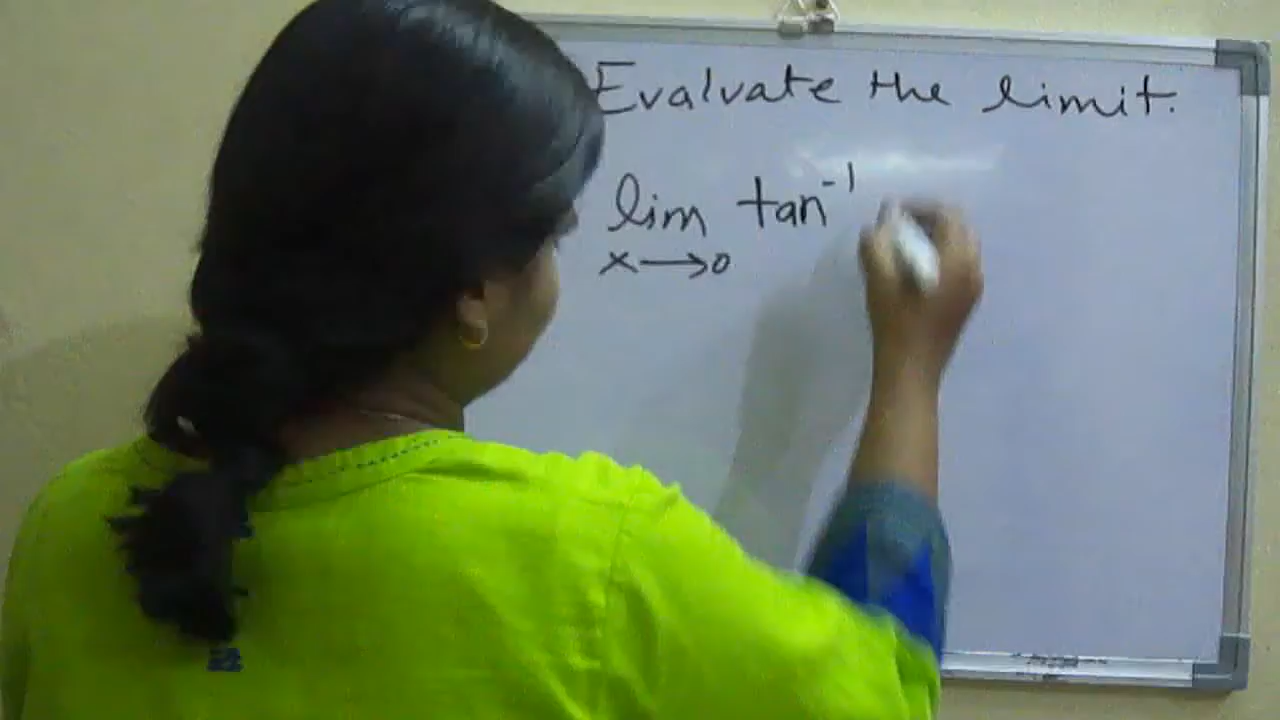 Evaluate the limit.
lim tan⁻¹
x→0